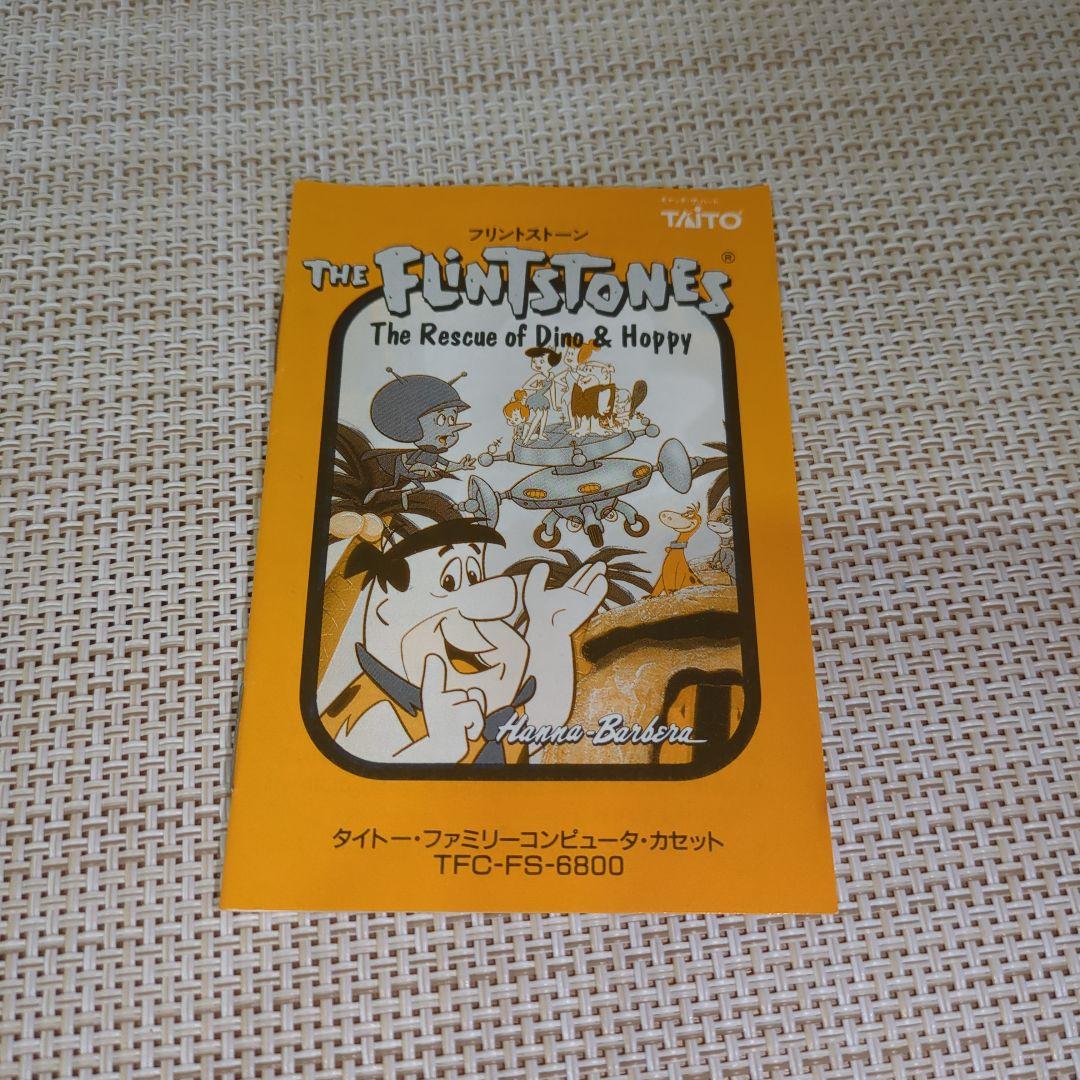 TAITO
フリントストーン
THE FLINTSTONES®
The Rescue of Dino & Hoppy
Hanna-Barbera
タイトー・ファミリーコンピュータ・カセット
TFC-FS-6800